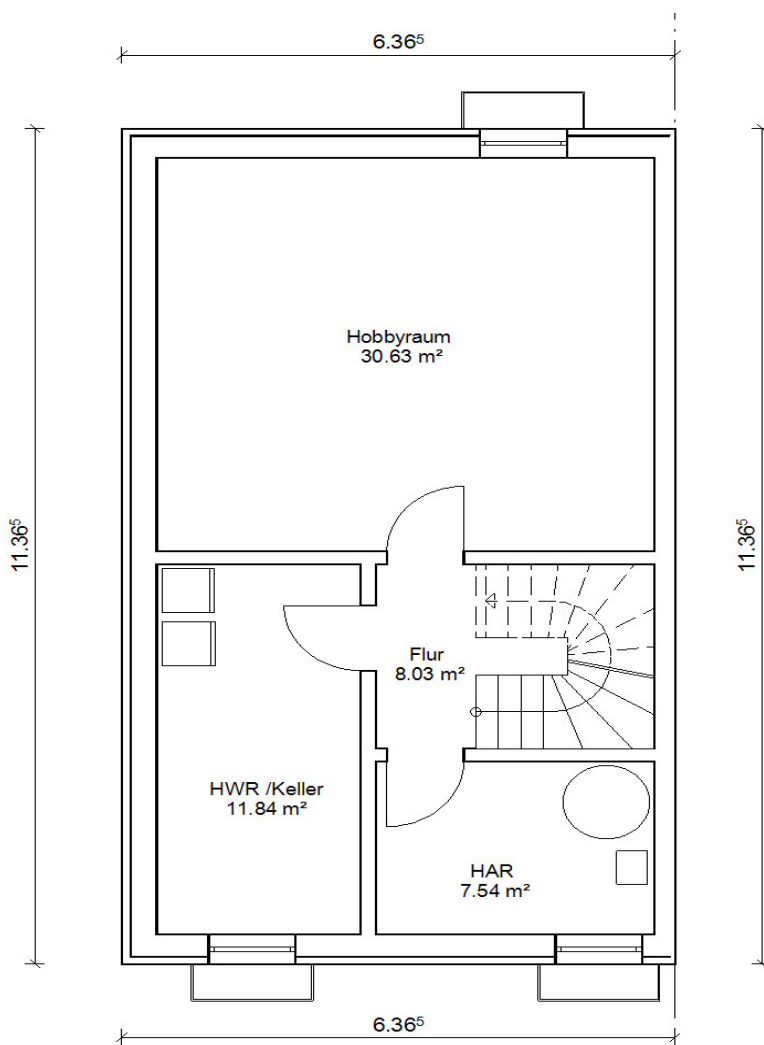 6.36⁵
11.36⁵
11.36⁵
Hobbyraum
30.63 m²
Flur
8.03 m²
HWR /Keller
11.84 m²
HAR
7.54 m²
6.36⁵